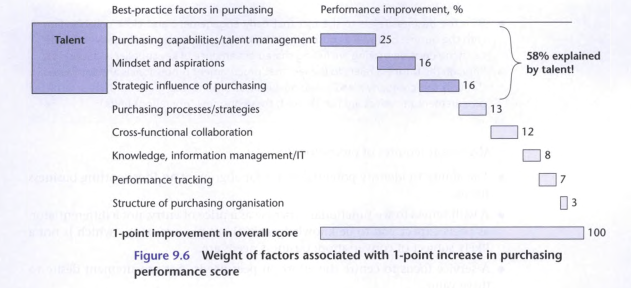 Best-practice factors in purchasing Performance improvement, %
Talent Purchasing capabilities/talent management 25
Mindset and aspirations 16
58% explained
by talent!
Strategic influence of purchasing 16
Purchasing processes/strategies 13
Cross-functional collaboration 12
Knowledge, information management/IT 8
Performance tracking 7
Structure of purchasing organisation 3
1-point improvement in overall score 100
Figure 9.6 Weight of factors associated with 1-point increase in purchasing
performance score